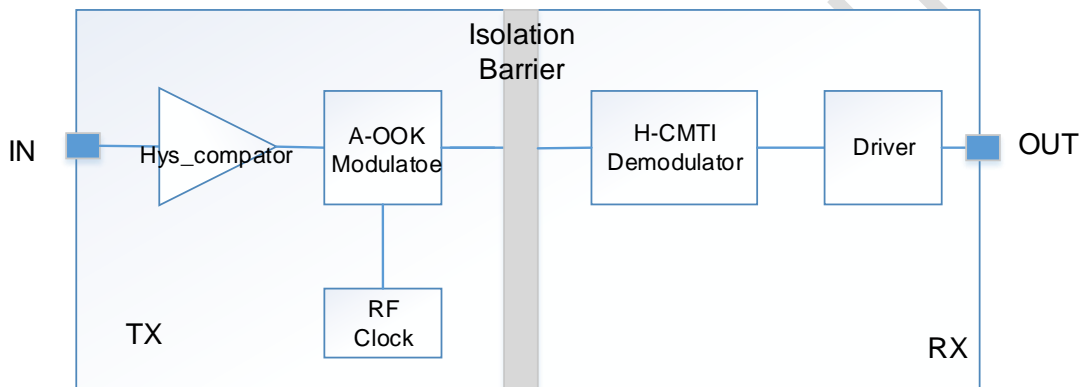 Isolation
Barrier
IN
Hys_compator
A-OOK
Modulatoe
H-CMTI
Demodulator
Driver
OUT
RF
Clock
TX
RX